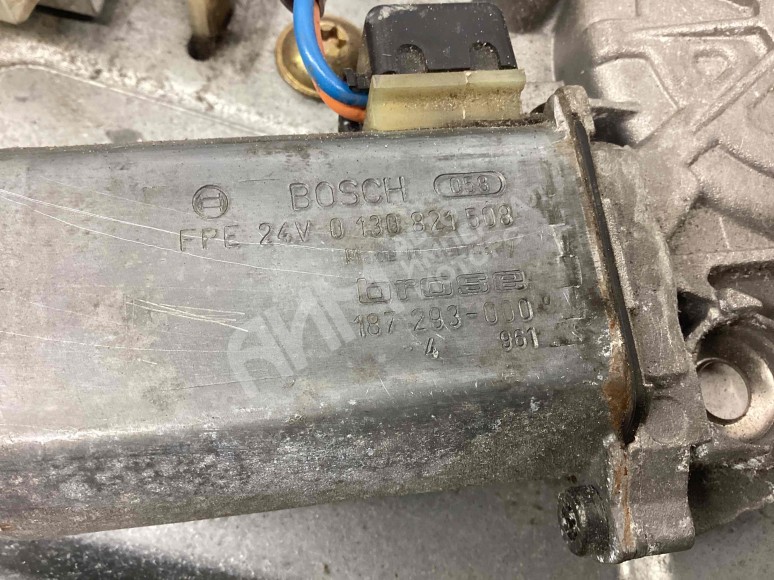 BOSCH 053
FPE 24V 0 130 821 508
brose
187 293-000
4 961